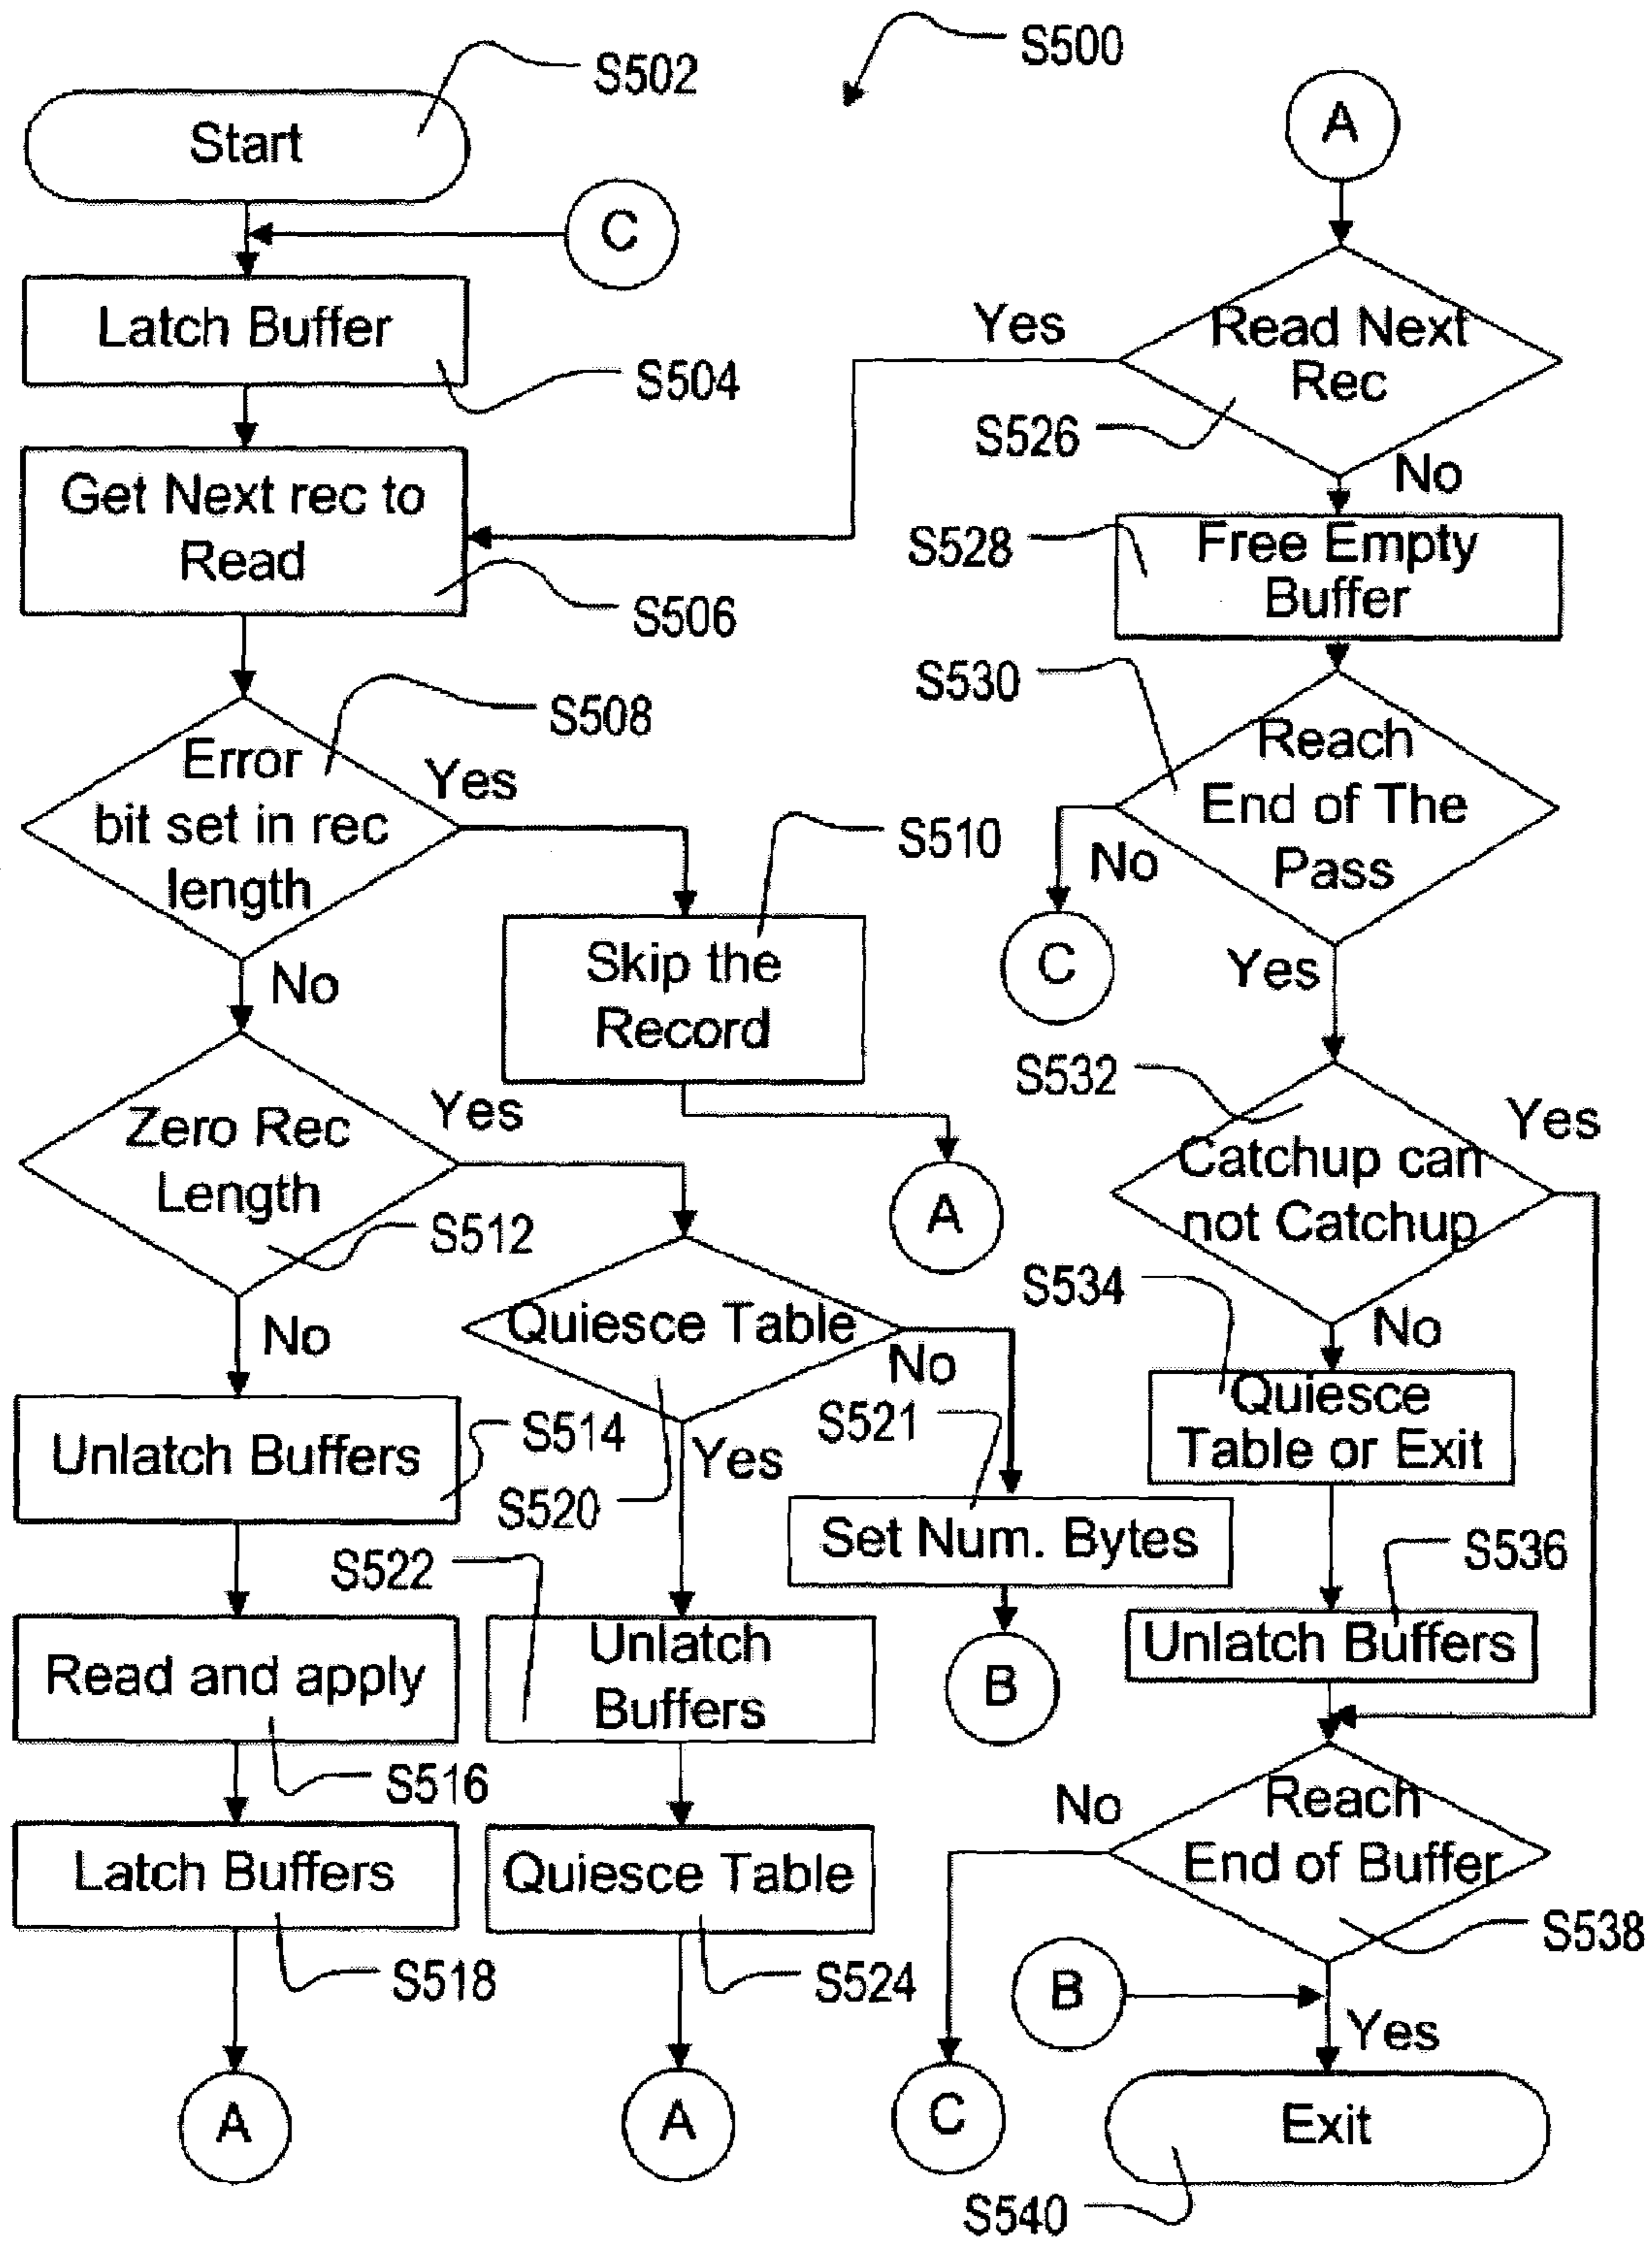 S500
S502
Start
C
Latch Buffer
S504
Get Next rec to
Read
S506
S508
Error
bit set in rec
length
Yes
No
S510
Skip the
Record
A
Zero Rec
Length
Yes
S512
No
Quiesce Table
No
Yes
S520
S521
Set Num. Bytes
B
Unlatch Buffers
S514
S522
Unlatch
Buffers
Read and apply
S516
Latch Buffers
S518
A
Quiesce Table
S524
A
A
Read Next
Rec
Yes
S526
No
S528
Free Empty
Buffer
S530
Reach
End of The
Pass
No
C
Yes
S532
Catchup can
not Catchup
Yes
S534
No
Quiesce
Table or Exit
S536
Unlatch Buffers
Reach
End of Buffer
No
S538
C
B
Yes
Exit
S540